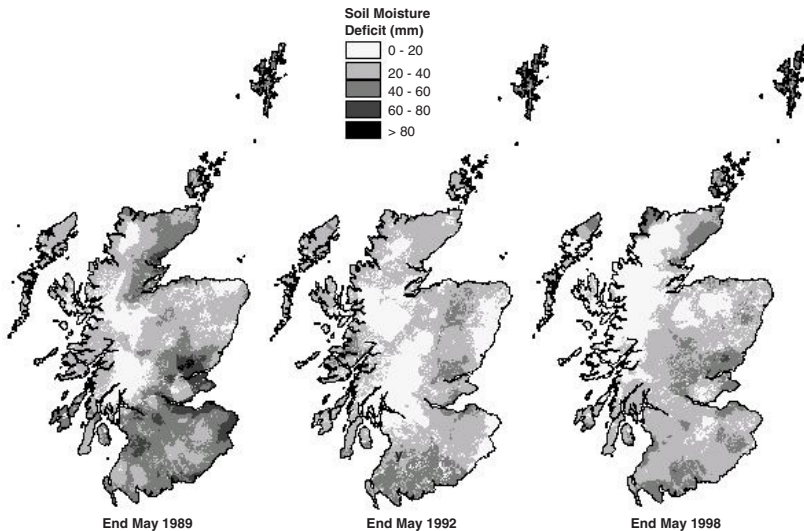 Soil Moisture
Deficit (mm)
0 - 20
20 - 40
40 - 60
60 - 80
> 80
y
End May 1989
End May 1992
End May 1998